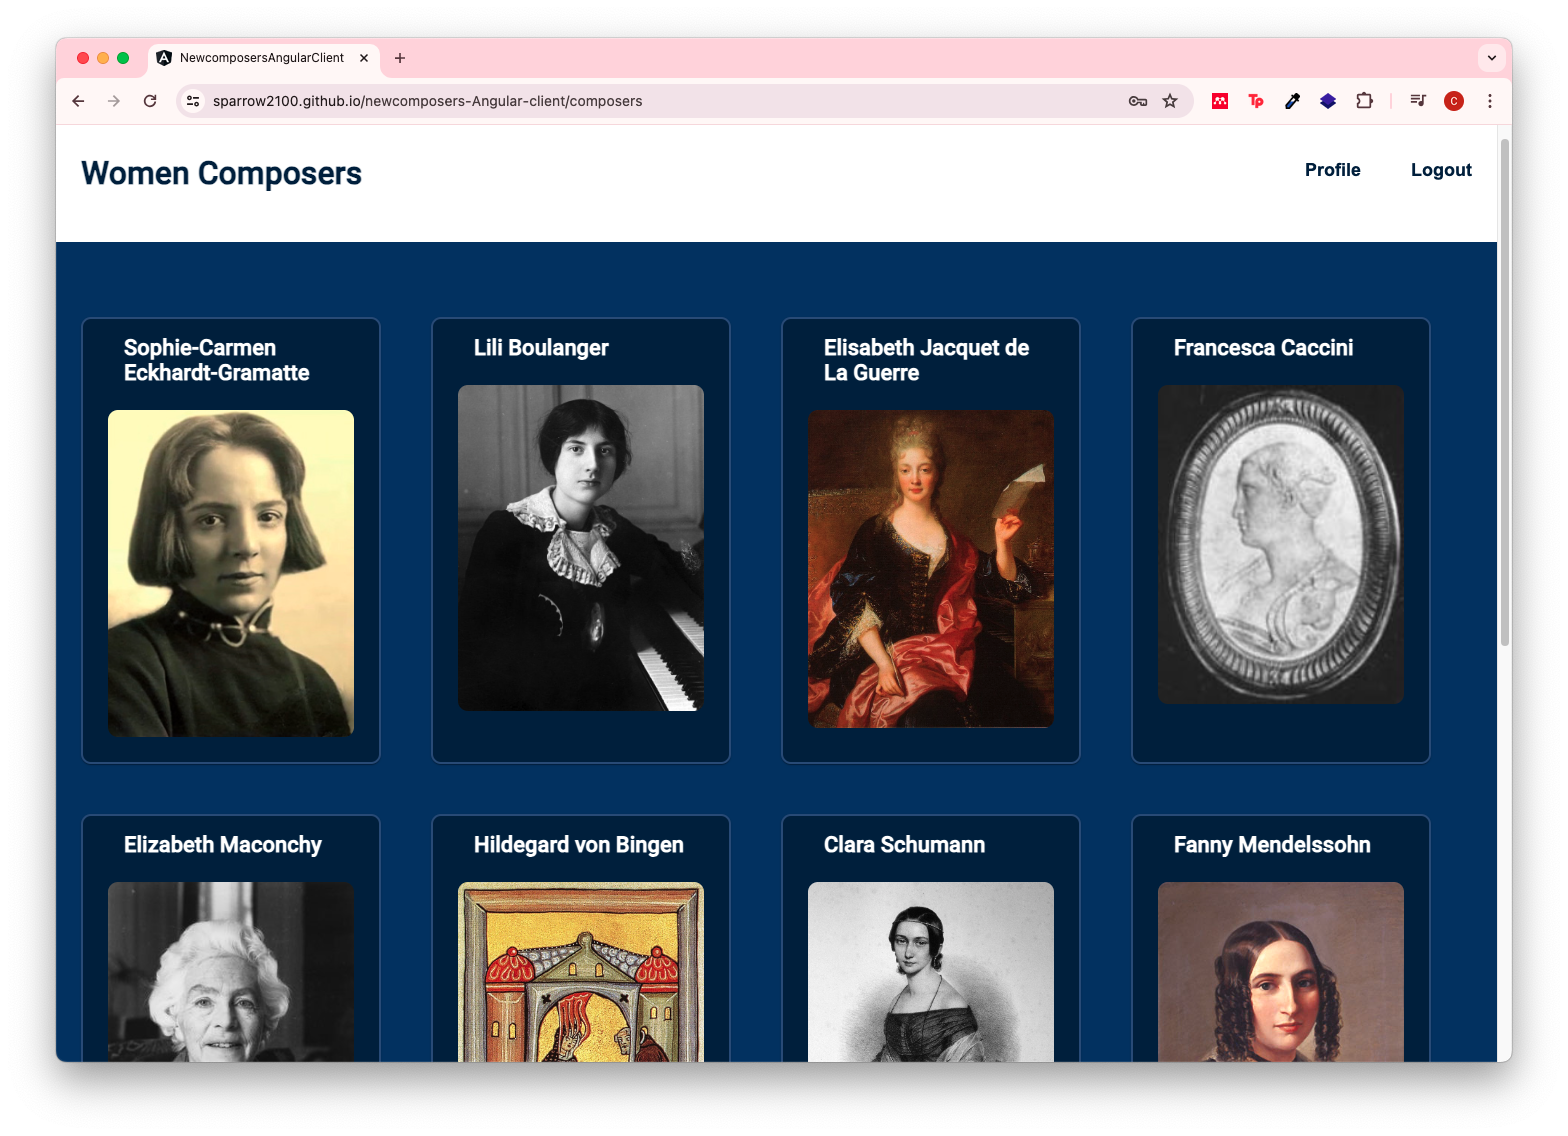 NewcomposersAngularClient
sparrow2100.github.io/newcomposers-Angular-client/composers
Tp
C
Women Composers
Profile
Logout
Sophie-Carmen
Eckhardt-Gramatte
Lili Boulanger
Elisabeth Jacquet de
La Guerre
Francesca Caccini
Elizabeth Maconchy
Hildegard von Bingen
Clara Schumann
Fanny Mendelssohn